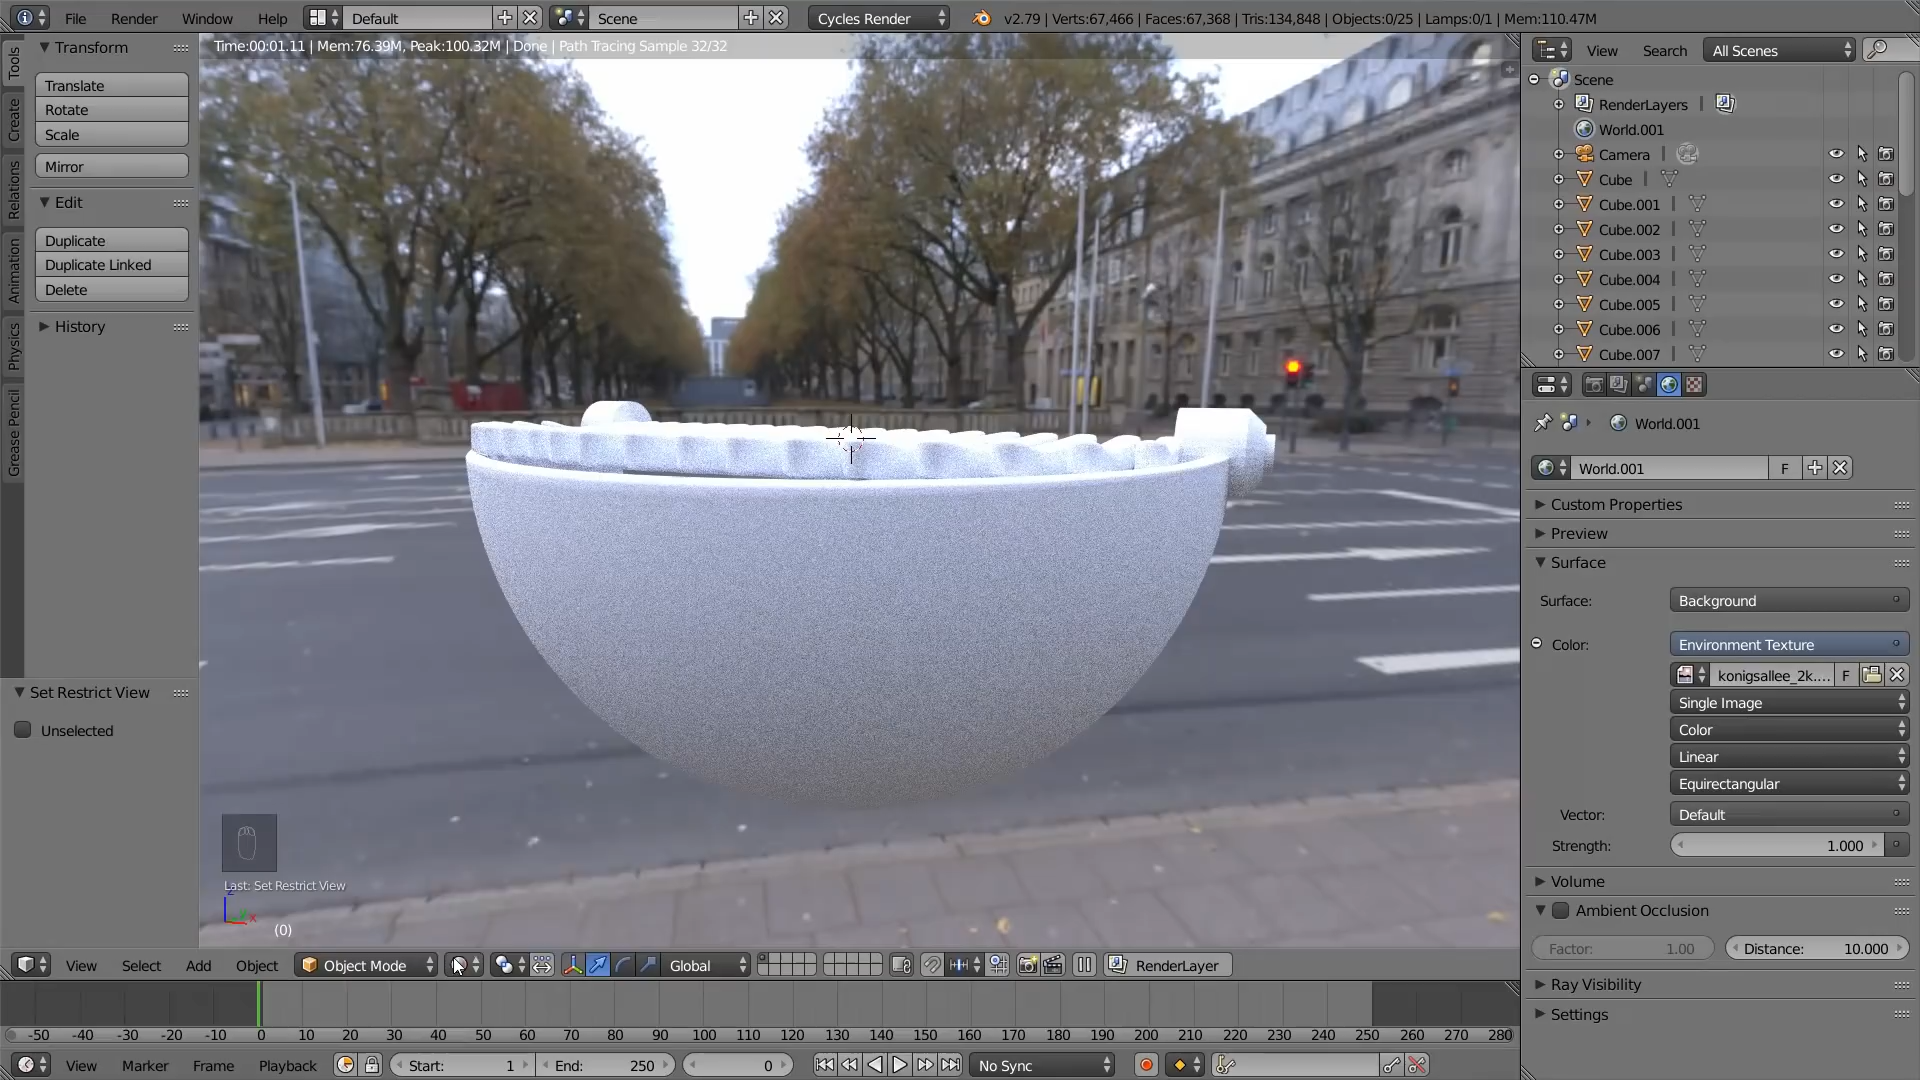 File Render Window Help Default Scene Cycles Render v2.79 | Verts:67,466 | Faces:67,368 | Tris:134,848 | Objects:0/25 | Lamps:0/1 | Mem:110.47M
Time:00:01.11 | Mem:76.39M, Peak:100.32M | Done | Path Tracing Sample 32/32
Tools
Create
Relations
Animation
Physics
Grease Pencil
Transform
Translate
Rotate
Scale
Mirror
Edit
Duplicate
Duplicate Linked
Delete
History
Set Restrict View
Unselected
Last: Set Restrict View
z
x
(0)
View Search All Scenes
Scene
RenderLayers |
World.001
Camera |
Cube |
Cube.001 |
Cube.002 |
Cube.003 |
Cube.004 |
Cube.005 |
Cube.006 |
Cube.007 |
World.001
World.001 F
Custom Properties
Preview
Surface
Surface: Background
Color: Environment Texture
konigsallee_2k.... F
Single Image
Color
Linear
Equirectangular
Vector: Default
Strength: 1.000
Volume
Ambient Occlusion
Factor: 1.00 Distance: 10.000
Ray Visibility
Settings
View Select Add Object Object Mode Global RenderLayer
-50 -40 -30 -20 -10 0 10 20 30 40 50 60 70 80 90 100 110 120 130 140 150 160 170 180 190 200 210 220 230 240 250 260 270 280
View Marker Frame Playback Start: 1 End: 250 0 No Sync